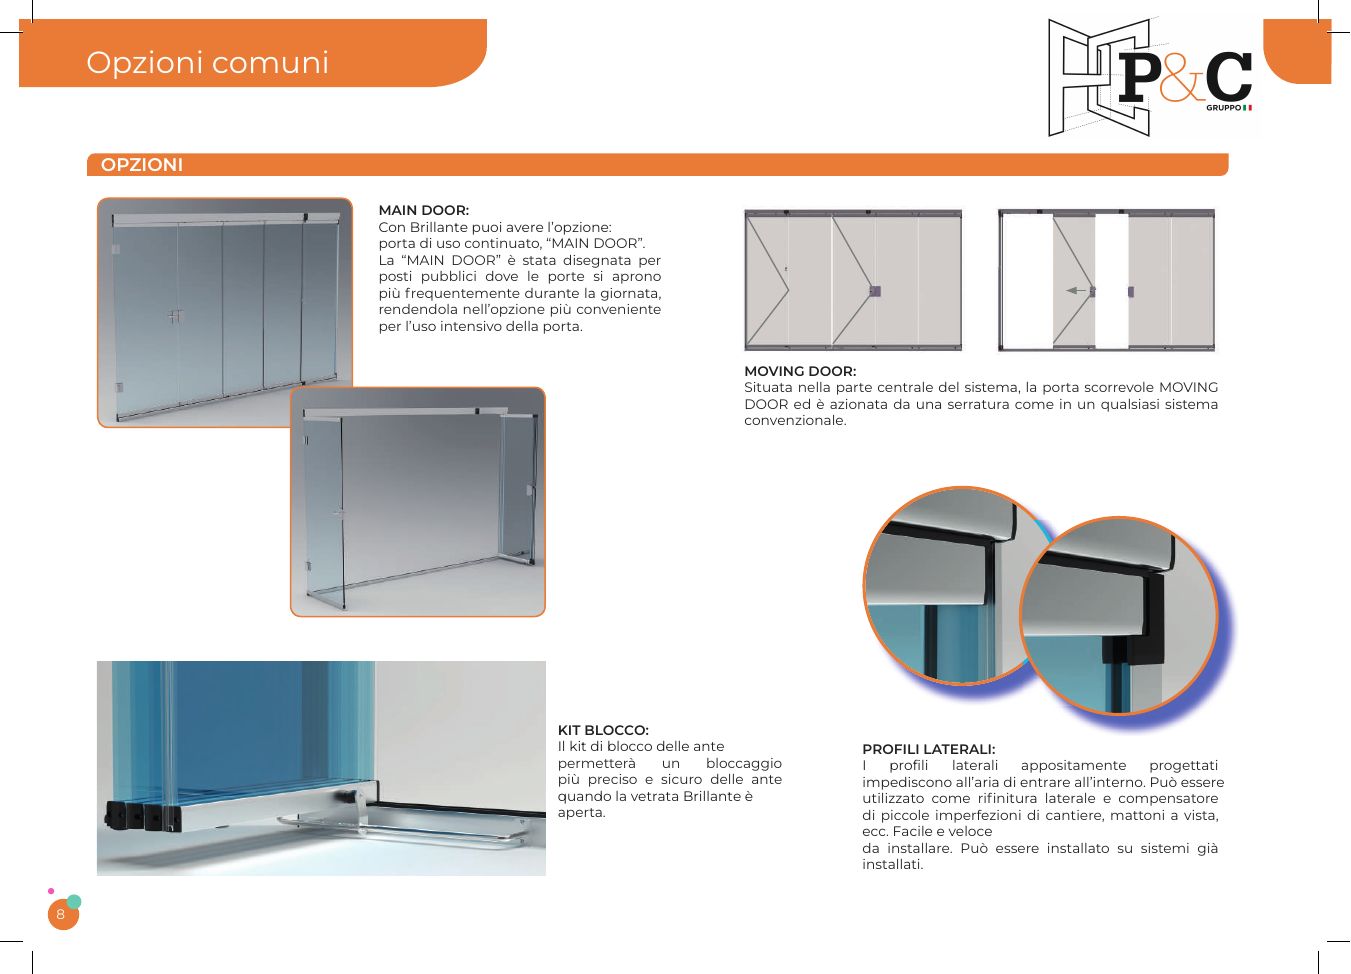 Opzioni comuni
P&C
GRUPPO
OPZIONI
MAIN DOOR:
Con Brillante puoi avere l’opzione:
porta di uso continuato, “MAIN DOOR”.
La “MAIN DOOR” è stata disegnata per
posti pubblici dove le porte si aprono
più frequentemente durante la giornata,
rendendola nell’opzione più conveniente
per l’uso intensivo della porta.
MOVING DOOR:
Situata nella parte centrale del sistema, la porta scorrevole MOVING
DOOR ed è azionata da una serratura come in un qualsiasi sistema
convenzionale.
KIT BLOCCO:
Il kit di blocco delle ante
permetterà un bloccaggio
più preciso e sicuro delle ante
quando la vetrata Brillante è
aperta.
PROFILI LATERALI:
I profili laterali appositamente progettati
impediscono all’aria di entrare all’interno. Può essere
utilizzato come rifinitura laterale e compensatore
di piccole imperfezioni di cantiere, mattoni a vista,
ecc. Facile e veloce
da installare. Può essere installato su sistemi già
installati.
8